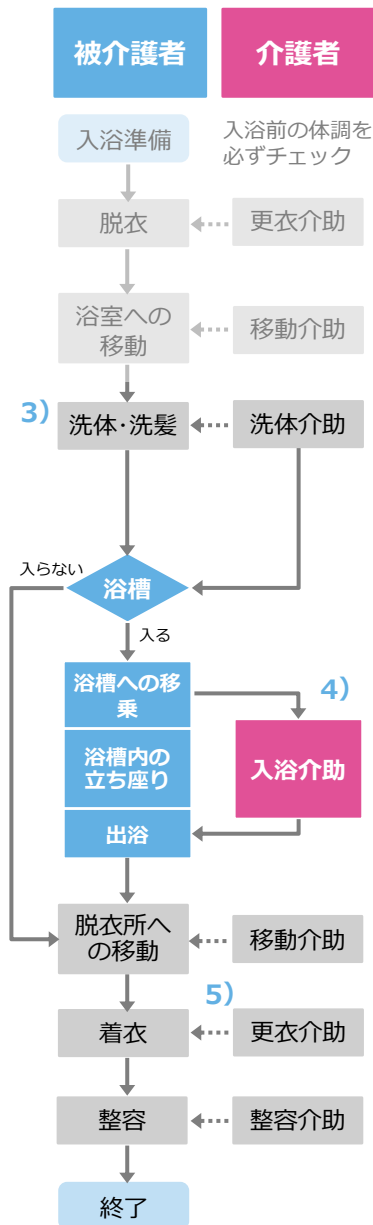 被介護者
介護者
入浴準備
入浴前の体調を
必ずチェック
脱衣
更衣介助
浴室への
移動
移動介助
3）
洗体・洗髪
洗体介助
入らない
浴槽
入る
浴槽への移
乗
4）
浴槽内の
立ち座り
入浴介助
出浴
脱衣所へ
の移動
移動介助
5）
着衣
更衣介助
整容
整容介助
終了